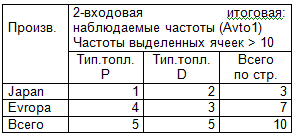 2-входовая итоговая:
Произв. наблюдаемые частоты (Avto1)
Частоты выделенных ячеек > 10
Тип.топл. Тип.топл. Всего
P D по стр.
Japan 1 2 3
Evropa 4 3 7
Всего 5 5 10